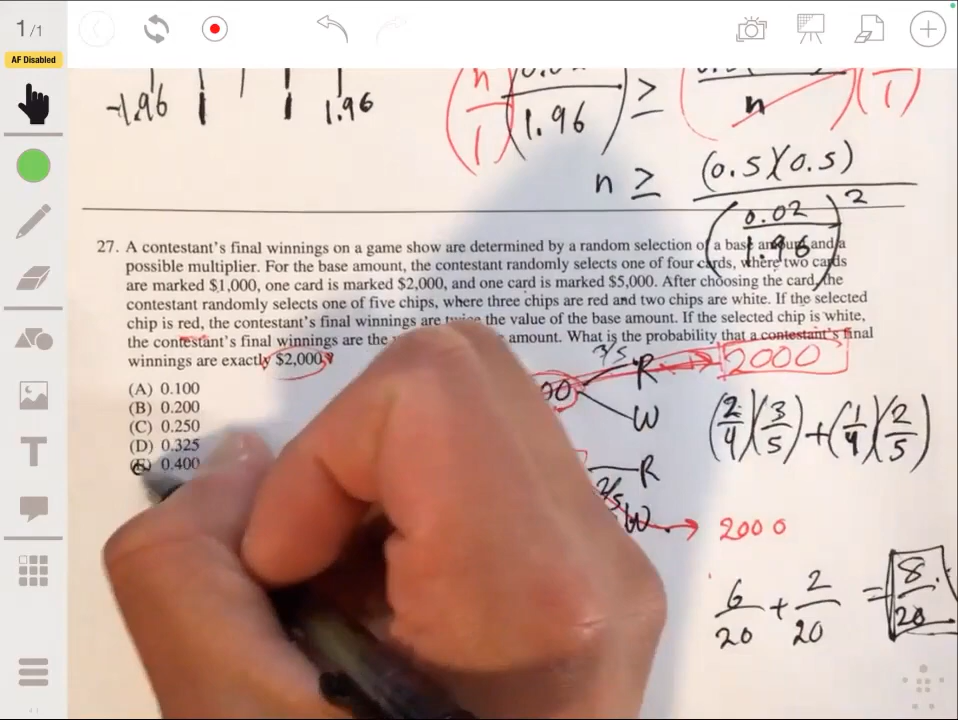 1/1
AF Disabled
-1.96 1.96
1.96 ≥ n
n ≥ (0.5)(0.5)
(0.02/1.96)²
27. A contestant's final winnings on a game show are determined by a random selection of a base amount and a
possible multiplier. For the base amount, the contestant randomly selects one of four cards, where two cards
are marked $1,000, one card is marked $2,000, and one card is marked $5,000. After choosing the card, the
contestant randomly selects one of five chips, where three chips are red and two chips are white. If the selected
chip is red, the contestant's final winnings are twice the value of the base amount. If the selected chip is white,
the contestant's final winnings are the amount. What is the probability that a contestant's final
winnings are exactly $2,000?
3/5 R 2000
(A) 0.100
(B) 0.200
(C) 0.250
(D) 0.325
(E) 0.400
W
(2/4)(3/5)+(1/4)(2/5)
R
2/5 W 2000
6/20 + 2/20 = 8/20
T